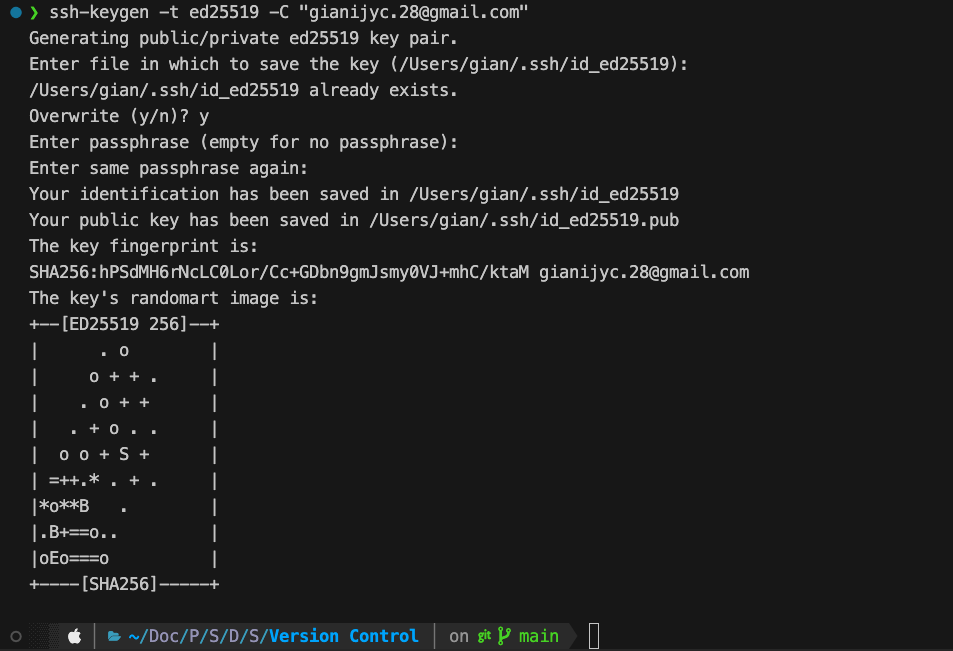 ❯ ssh-keygen -t ed25519 -C "gianijyc.28@gmail.com"
Generating public/private ed25519 key pair.
Enter file in which to save the key (/Users/gian/.ssh/id_ed25519):
/Users/gian/.ssh/id_ed25519 already exists.
Overwrite (y/n)? y
Enter passphrase (empty for no passphrase):
Enter same passphrase again:
Your identification has been saved in /Users/gian/.ssh/id_ed25519
Your public key has been saved in /Users/gian/.ssh/id_ed25519.pub
The key fingerprint is:
SHA256:hPSdMH6rNcLC0Lor/Cc+GDbn9gmJsmy0VJ+mhC/ktaM gianijyc.28@gmail.com
The key's randomart image is:
+--[ED25519 256]--+
|      . o        |
|     o + + .     |
|    . o + +      |
|   . + o . .     |
|  o o + S +      |
| =++.* . + .     |
|*o**B   .        |
|.B+==o..         |
|oEo===o          |
+----[SHA256]-----+
~/Doc/P/S/D/S/Version Control on git main